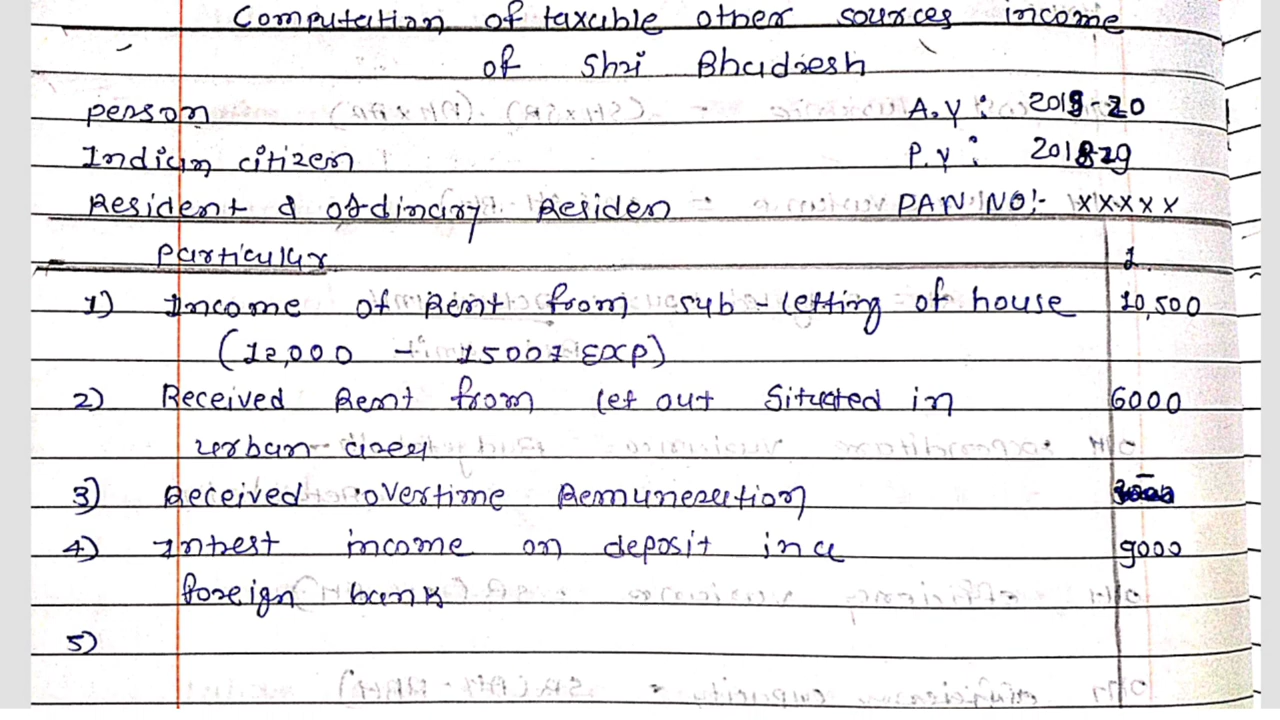 Computation of taxable other sources income
of Shri Bhadresh
person A.Y : 2019-20
Indian citizen P.Y : 2018-19
Resident & ordinary Residen PAN NO:- XXXXX
Particular 1.
1) Income of Rent from sub-letting of house 10,500
(12,000 - 1500 EXP)
2) Received Rent from let out Situated in 6000
urban area
3) Received overtime Remuneration -
4) Intrest income on deposit in a 9000
foreign bank
5)